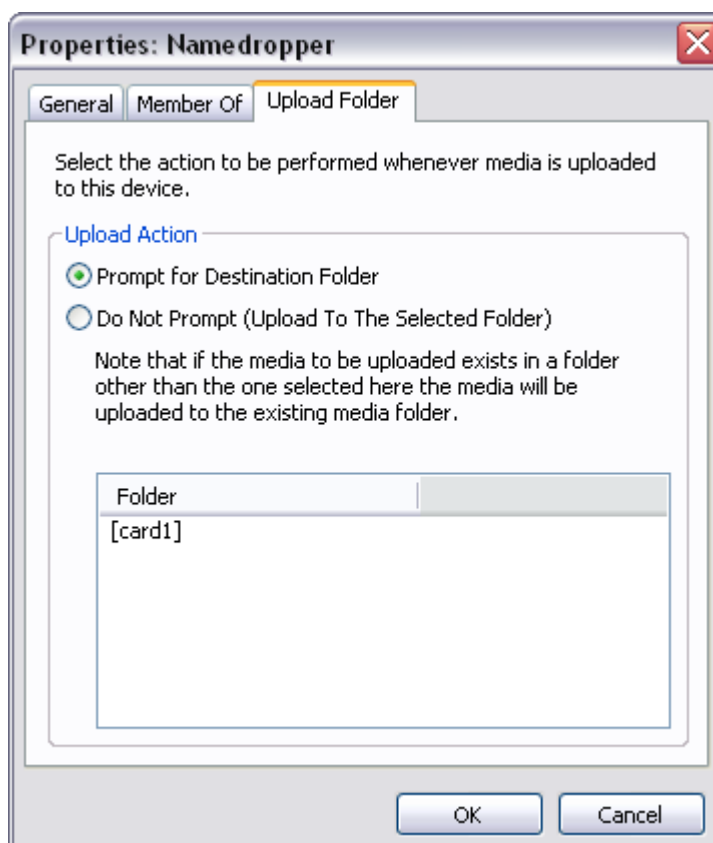 Properties: Namedropper
General Member Of Upload Folder
Select the action to be performed whenever media is uploaded
to this device.
Upload Action
Prompt for Destination Folder
Do Not Prompt (Upload To The Selected Folder)
Note that if the media to be uploaded exists in a folder
other than the one selected here the media will be
uploaded to the existing media folder.
Folder
[card1]
OK Cancel